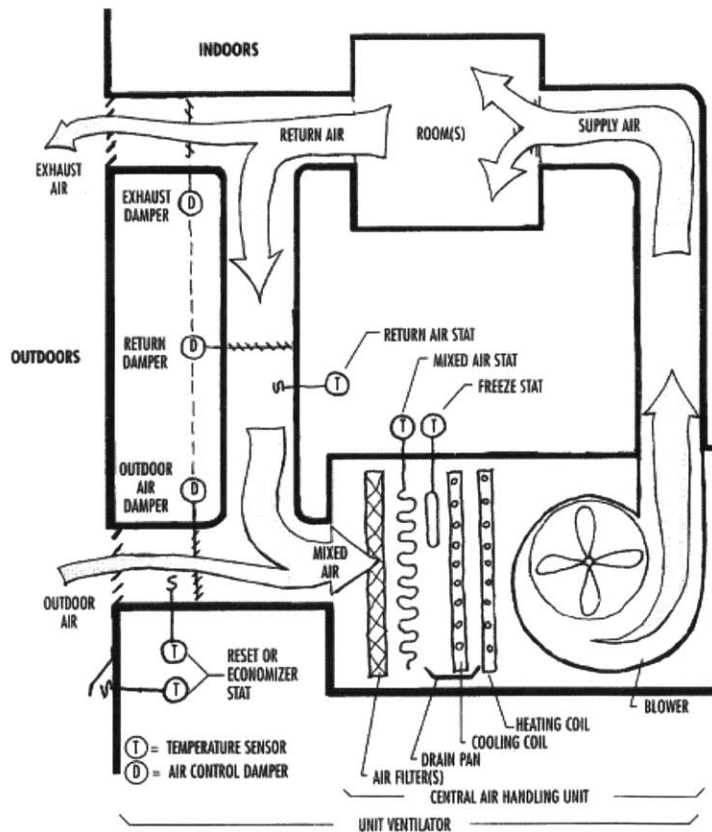 INDOORS
RETURN AIR
ROOM(S)
SUPPLY AIR
EXHAUST
AIR
EXHAUST
DAMPER
D
OUTDOORS
RETURN
DAMPER
D
RETURN AIR STAT
MIXED AIR STAT
T
FREEZE STAT
T
T
OUTDOOR
AIR
DAMPER
D
MIXED
AIR
OUTDOOR
AIR
T
RESET OR
ECONOMIZER
STAT
T
BLOWER
HEATING COIL
COOLING COIL
DRAIN PAN
AIR FILTER(S)
T = TEMPERATURE SENSOR
D = AIR CONTROL DAMPER
CENTRAL AIR HANDLING UNIT
UNIT VENTILATOR